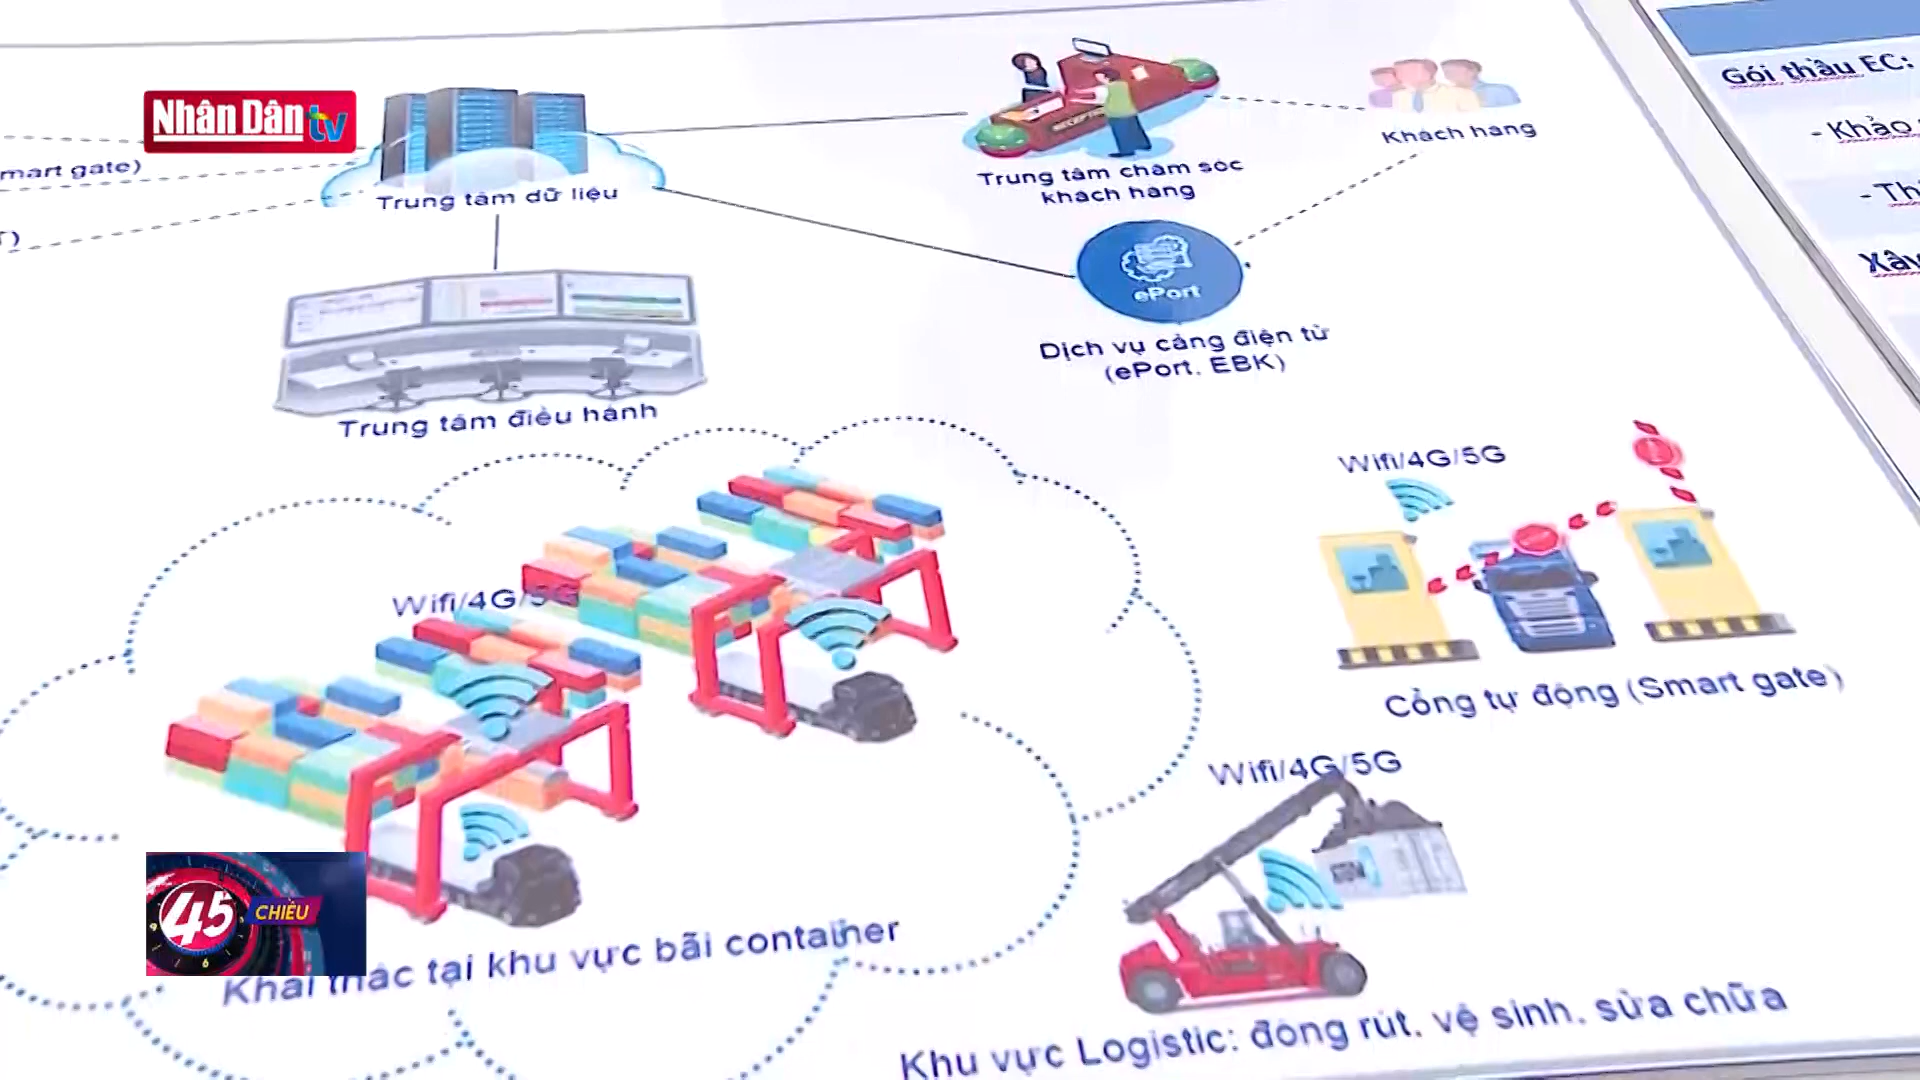 Nhân Dân tv
Gói thầu EC:
- Khảo
Khách hàng
mart gate)
Trung tâm chăm sóc
khách hàng
- Th
Trung tâm dữ liệu
T)
Xây
ePort
Dịch vụ cảng điện tử
(ePort, EBK)
Trung tâm điều hành
Wifi/4G/5G
Wifi/4G/5G
Cổng tự động (Smart gate)
Wifi/4G/5G
45
CHIỀU
Khai thác tại khu vực bãi container
Khu vực Logistic: đóng rút, vệ sinh, sửa chữa